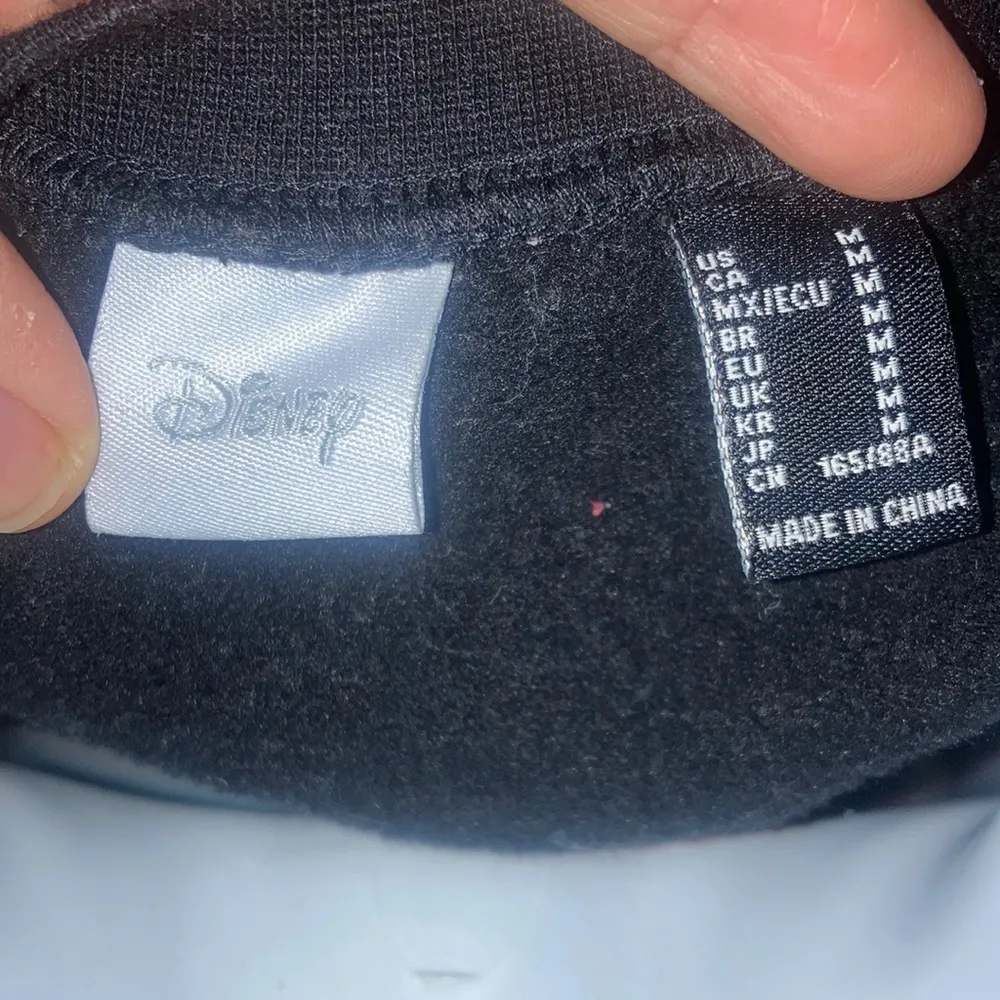 Disney
US M
CA M
MX/ECU M
BR M
EU M
UK M
KR M
JP M
CN 165/88A
MADE IN CHINA